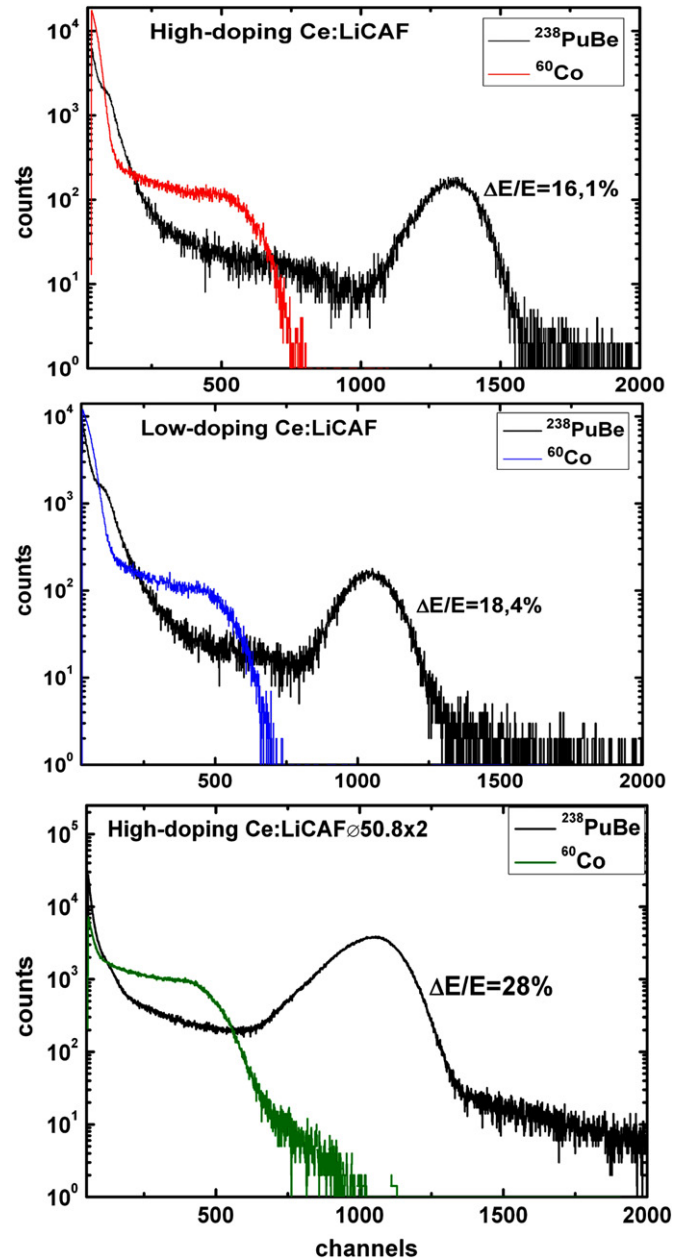 High-doping Ce:LiCAF
²³⁸PuBe
⁶⁰Co
ΔE/E=16,1%
counts
10⁴
10³
10²
10¹
10⁰
500
1000
1500
2000
Low-doping Ce:LiCAF
²³⁸PuBe
⁶⁰Co
ΔE/E=18,4%
counts
10⁴
10³
10²
10¹
10⁰
500
1000
1500
2000
High-doping Ce:LiCAF∅50.8x2
²³⁸PuBe
⁶⁰Co
ΔE/E=28%
counts
10⁵
10⁴
10³
10²
10¹
10⁰
500
1000
1500
2000
channels